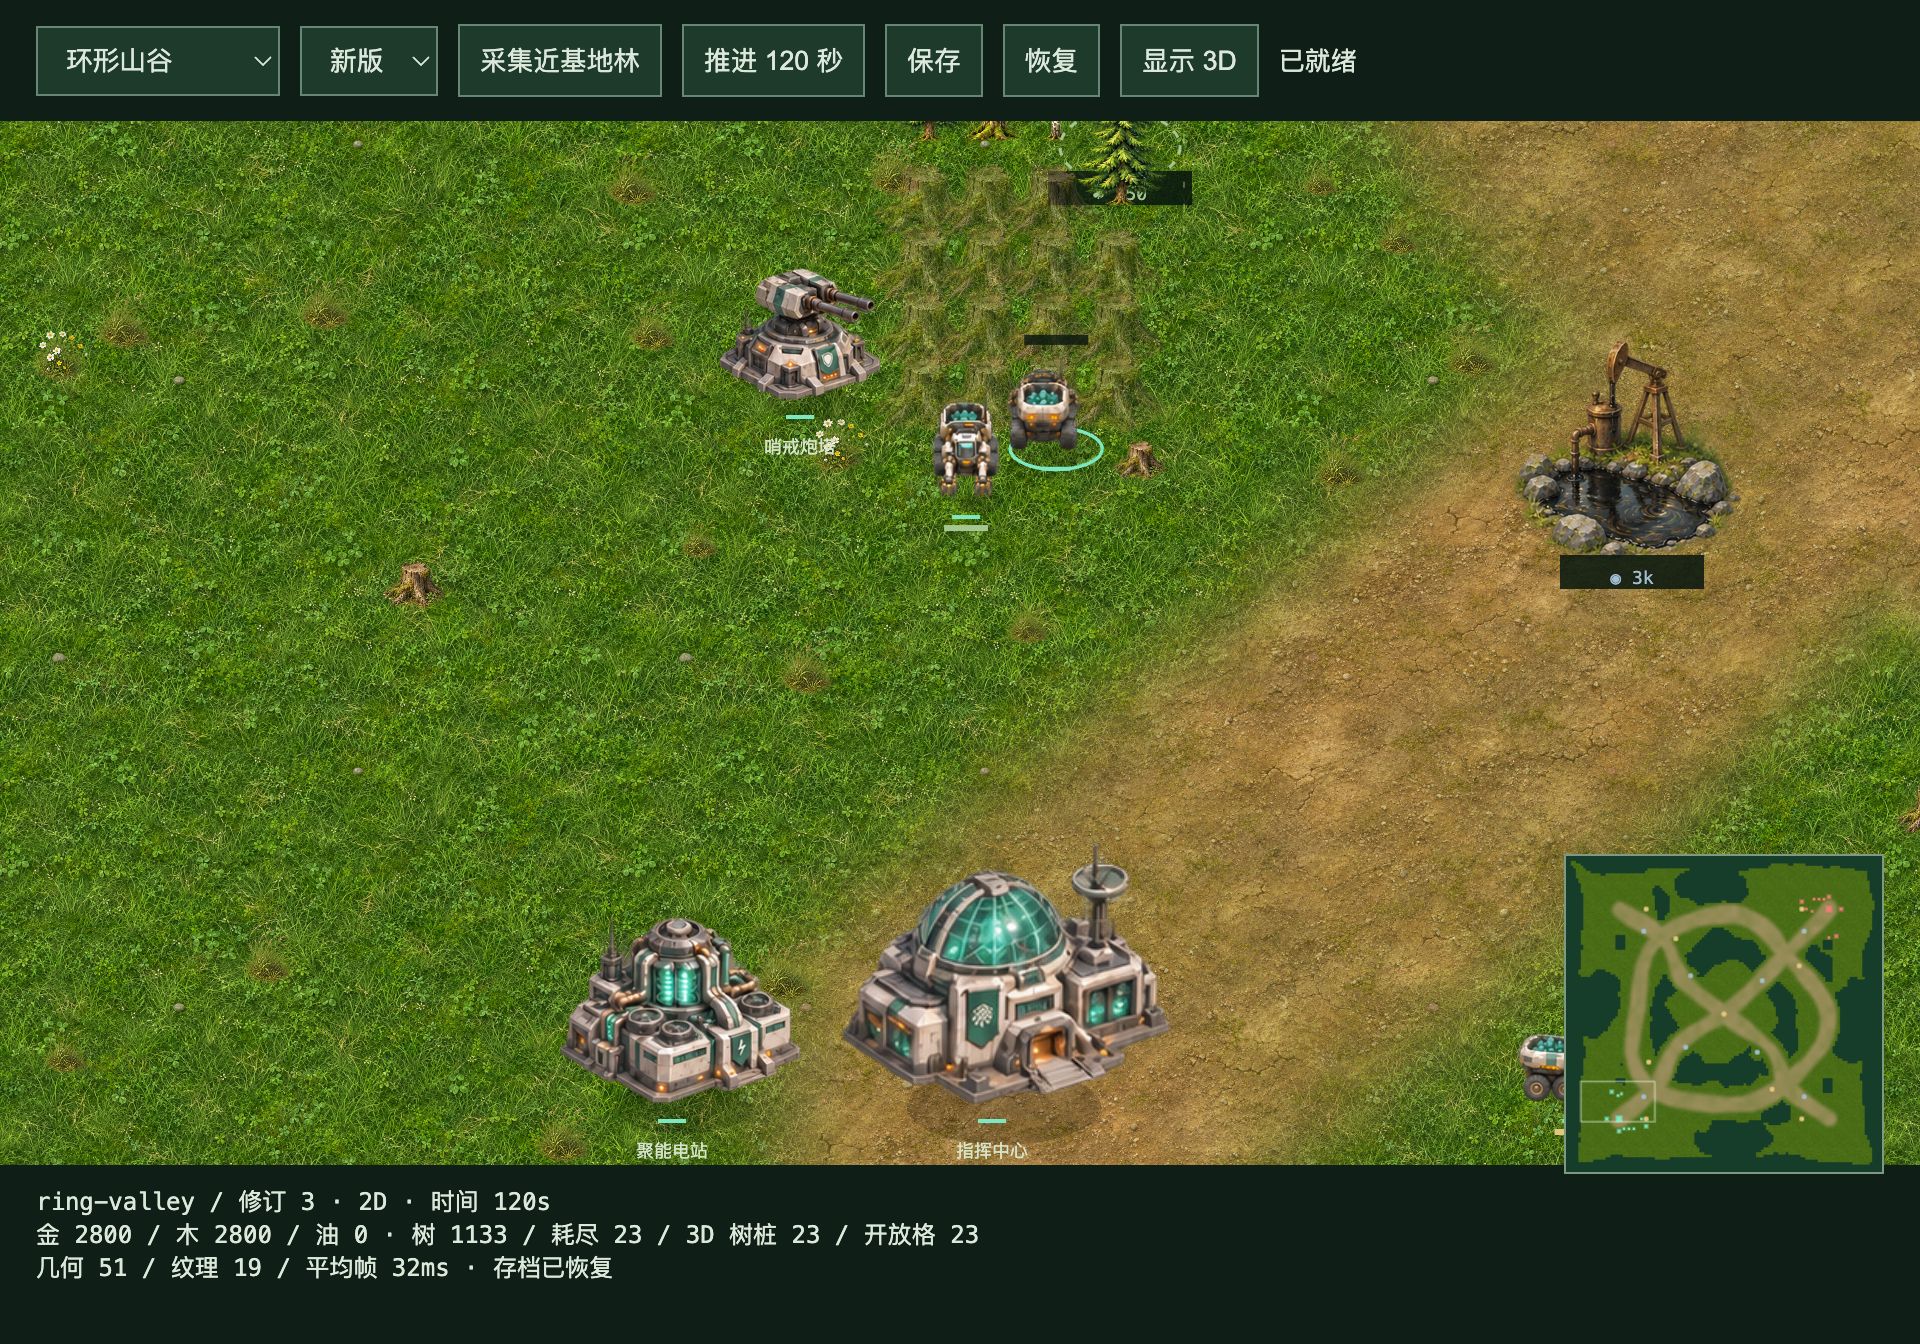 环形山谷 新版 采集近基地林 推进 120 秒 保存 恢复 显示 3D 已就绪
50
哨戒炮塔
◉ 3k
聚能电站 指挥中心
ring-valley / 修订 3 · 2D · 时间 120s
金 2800 / 木 2800 / 油 0 · 树 1133 / 耗尽 23 / 3D 树桩 23 / 开放格 23
几何 51 / 纹理 19 / 平均帧 32ms · 存档已恢复